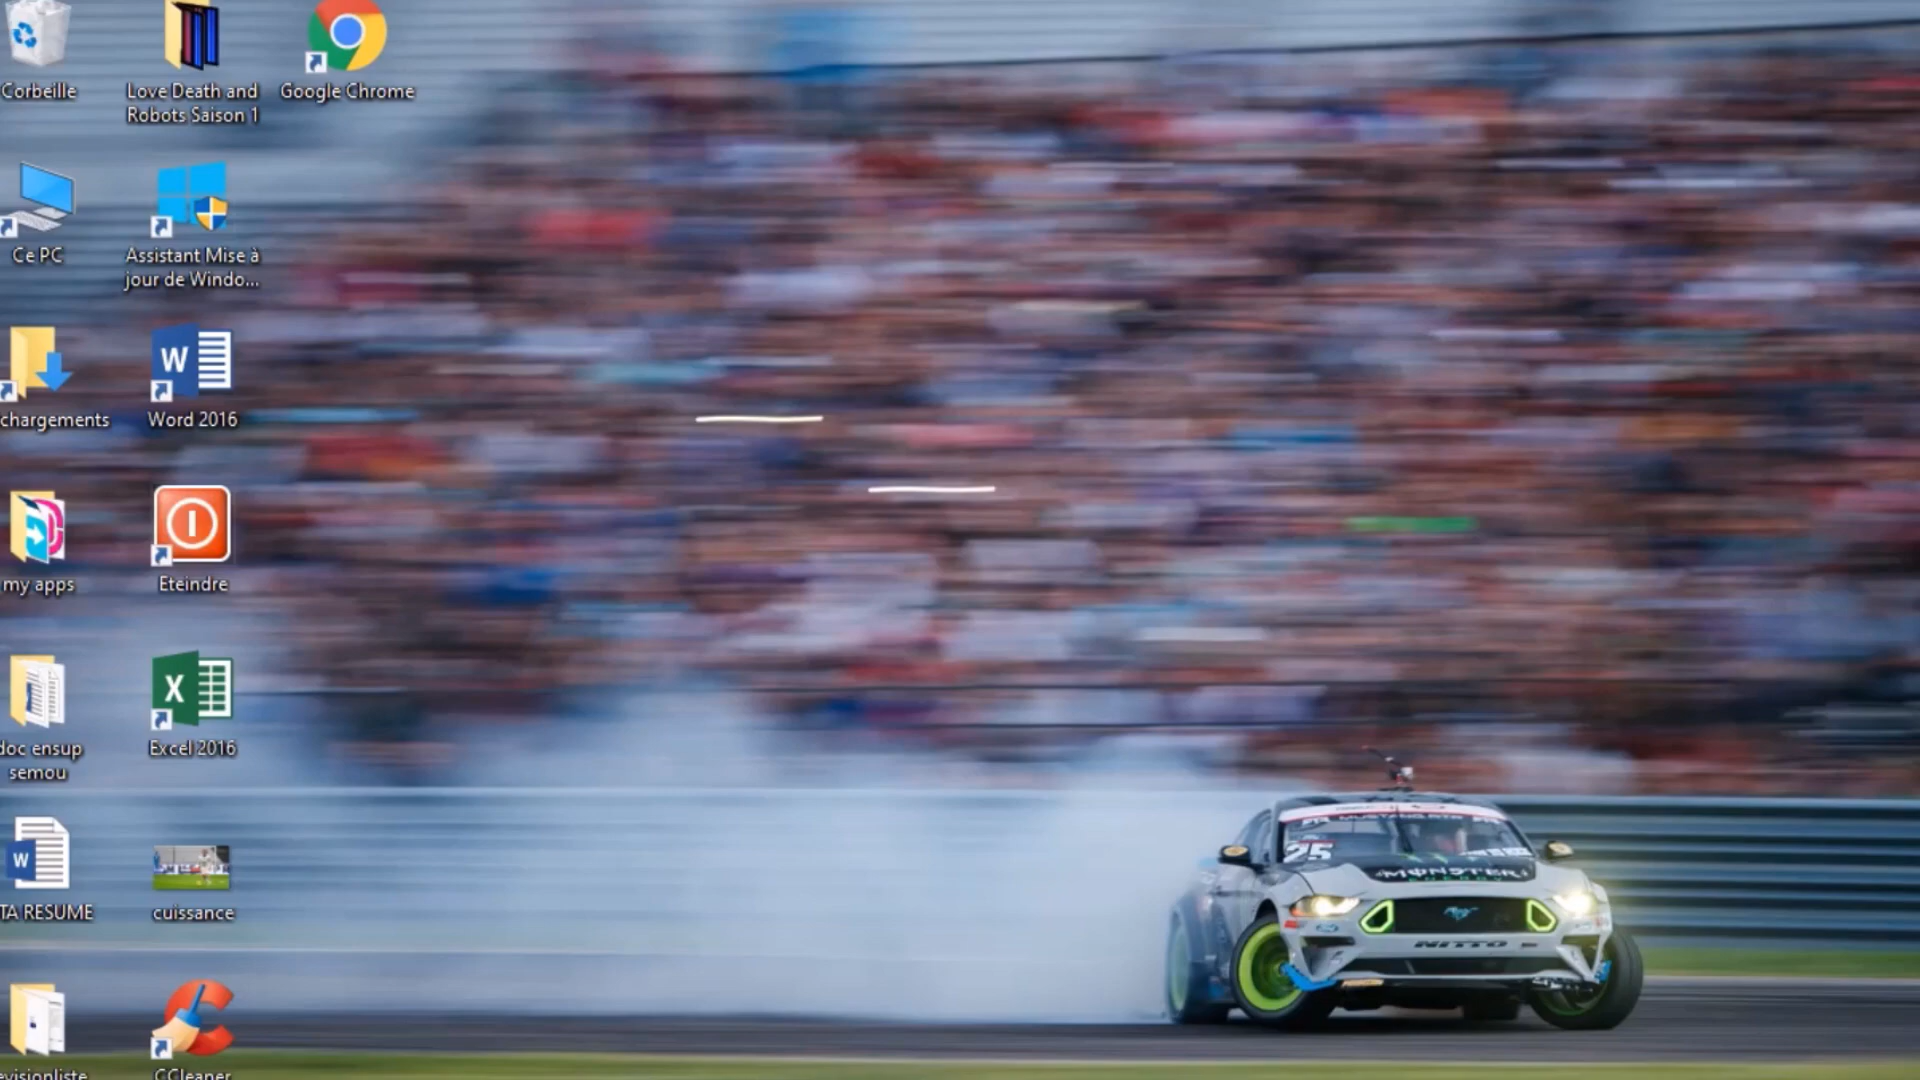 Corbeille
Love Death and
Robots Saison 1
Google Chrome
Ce PC
Assistant Mise à
jour de Windo...
chargements
Word 2016
my apps
Eteindre
doc ensup
semou
Excel 2016
TA RESUME
cuissance
evisionliste
CCleaner
25
MONSTER
NITTO